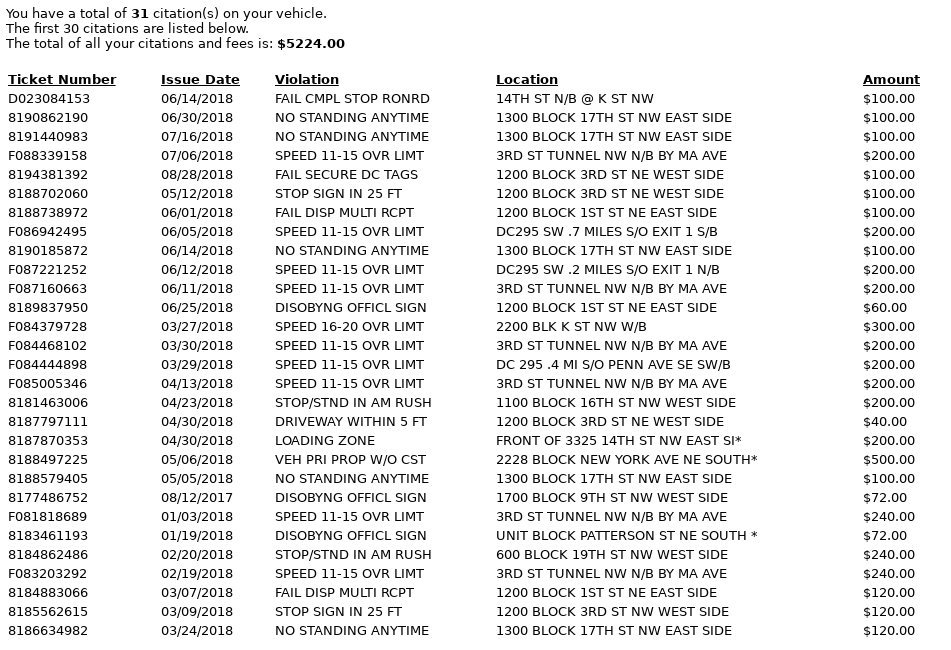 You have a total of 31 citation(s) on your vehicle.
The first 30 citations are listed below.
The total of all your citations and fees is: $5224.00
Ticket Number Issue Date Violation Location Amount
D023084153 06/14/2018 FAIL CMPL STOP RONRD 14TH ST N/B @ K ST NW $100.00
8190862190 06/30/2018 NO STANDING ANYTIME 1300 BLOCK 17TH ST NW EAST SIDE $100.00
8191440983 07/16/2018 NO STANDING ANYTIME 1300 BLOCK 17TH ST NW EAST SIDE $100.00
F088339158 07/06/2018 SPEED 11-15 OVR LIMT 3RD ST TUNNEL NW N/B BY MA AVE $200.00
8194381392 08/28/2018 FAIL SECURE DC TAGS 1200 BLOCK 3RD ST NE WEST SIDE $100.00
8188702060 05/12/2018 STOP SIGN IN 25 FT 1200 BLOCK 3RD ST NE WEST SIDE $100.00
8188738972 06/01/2018 FAIL DISP MULTI RCPT 1200 BLOCK 1ST ST NE EAST SIDE $100.00
F086942495 06/05/2018 SPEED 11-15 OVR LIMT DC295 SW .7 MILES S/O EXIT 1 S/B $200.00
8190185872 06/14/2018 NO STANDING ANYTIME 1300 BLOCK 17TH ST NW EAST SIDE $100.00
F087221252 06/12/2018 SPEED 11-15 OVR LIMT DC295 SW .2 MILES S/O EXIT 1 N/B $200.00
F087160663 06/11/2018 SPEED 11-15 OVR LIMT 3RD ST TUNNEL NW N/B BY MA AVE $200.00
8189837950 06/25/2018 DISOBYNG OFFICL SIGN 1200 BLOCK 1ST ST NE EAST SIDE $60.00
F084379728 03/27/2018 SPEED 16-20 OVR LIMT 2200 BLK K ST NW W/B $300.00
F084468102 03/30/2018 SPEED 11-15 OVR LIMT 3RD ST TUNNEL NW N/B BY MA AVE $200.00
F084444898 03/29/2018 SPEED 11-15 OVR LIMT DC 295 .4 MI S/O PENN AVE SE SW/B $200.00
F085005346 04/13/2018 SPEED 11-15 OVR LIMT 3RD ST TUNNEL NW N/B BY MA AVE $200.00
8181463006 04/23/2018 STOP/STND IN AM RUSH 1100 BLOCK 16TH ST NW WEST SIDE $200.00
8187797111 04/30/2018 DRIVEWAY WITHIN 5 FT 1200 BLOCK 3RD ST NE WEST SIDE $40.00
8187870353 04/30/2018 LOADING ZONE FRONT OF 3325 14TH ST NW EAST SI* $200.00
8188497225 05/06/2018 VEH PRI PROP W/O CST 2228 BLOCK NEW YORK AVE NE SOUTH* $500.00
8188579405 05/05/2018 NO STANDING ANYTIME 1300 BLOCK 17TH ST NW EAST SIDE $100.00
8177486752 08/12/2017 DISOBYNG OFFICL SIGN 1700 BLOCK 9TH ST NW WEST SIDE $72.00
F081818689 01/03/2018 SPEED 11-15 OVR LIMT 3RD ST TUNNEL NW N/B BY MA AVE $240.00
8183461193 01/19/2018 DISOBYNG OFFICL SIGN UNIT BLOCK PATTERSON ST NE SOUTH * $72.00
8184862486 02/20/2018 STOP/STND IN AM RUSH 600 BLOCK 19TH ST NW WEST SIDE $240.00
F083203292 02/19/2018 SPEED 11-15 OVR LIMT 3RD ST TUNNEL NW N/B BY MA AVE $240.00
8184883066 03/07/2018 FAIL DISP MULTI RCPT 1200 BLOCK 1ST ST NE EAST SIDE $120.00
8185562615 03/09/2018 STOP SIGN IN 25 FT 1200 BLOCK 3RD ST NW WEST SIDE $120.00
8186634982 03/24/2018 NO STANDING ANYTIME 1300 BLOCK 17TH ST NW EAST SIDE $120.00